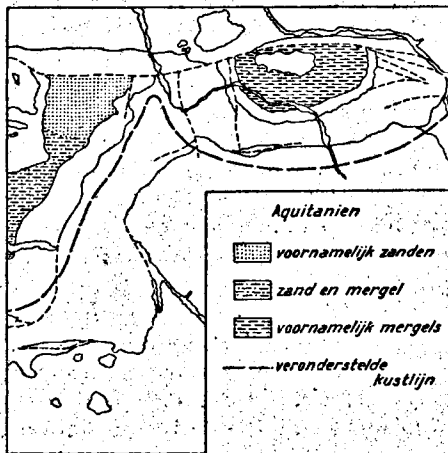 Aquitanien
voornamelijk zanden
zand en mergel
voornamelijk mergels
veronderstelde
kustlijn